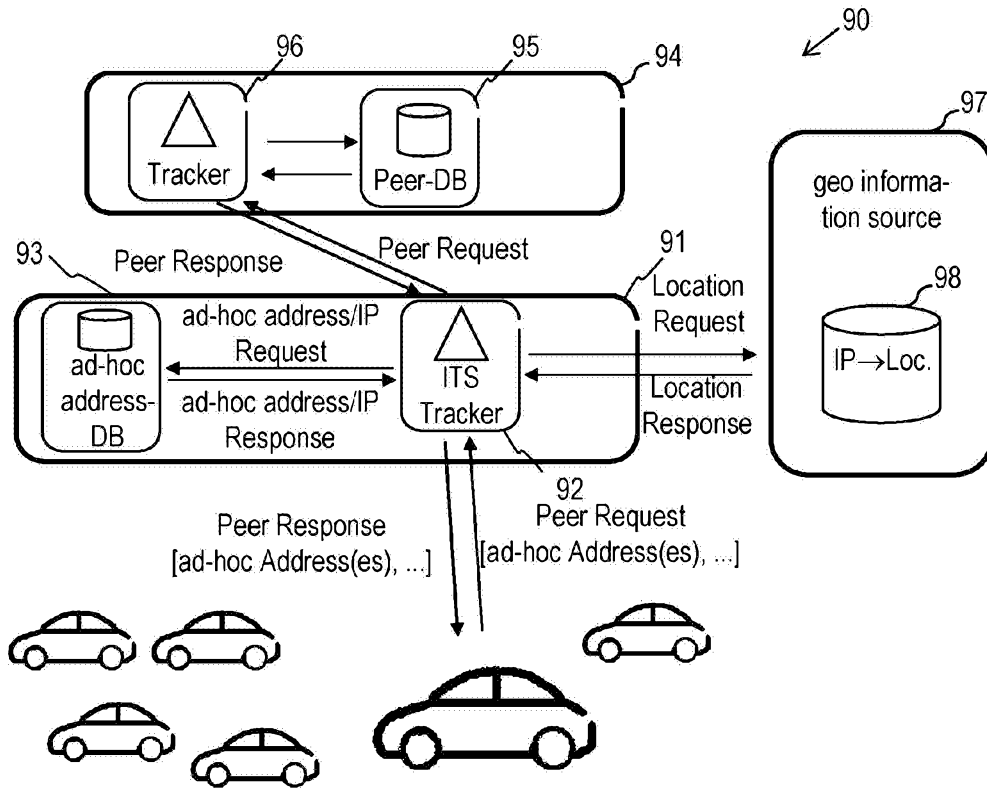 90
96
95
94
97
Tracker
Peer-DB
geo informa-
tion source
98
IP→Loc.
Peer Response
Peer Request
93
91
ad-hoc address/IP
Request
ad-hoc
address-
DB
ad-hoc address/IP
Response
ITS
Tracker
Location
Request
Location
Response
92
Peer Response
[ad-hoc Address(es), ...]
Peer Request
[ad-hoc Address(es), ...]